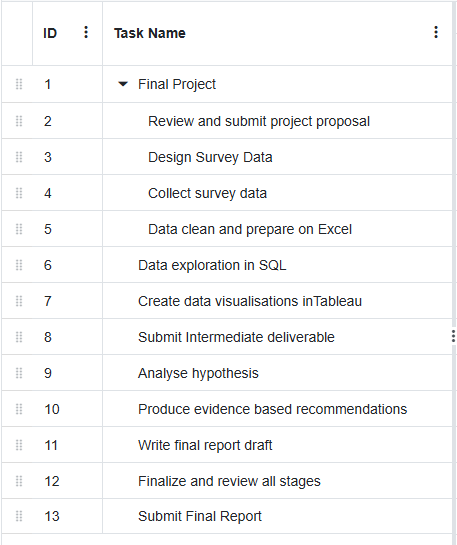 ID Task Name
1 Final Project
2 Review and submit project proposal
3 Design Survey Data
4 Collect survey data
5 Data clean and prepare on Excel
6 Data exploration in SQL
7 Create data visualisations inTableau
8 Submit Intermediate deliverable
9 Analyse hypothesis
10 Produce evidence based recommendations
11 Write final report draft
12 Finalize and review all stages
13 Submit Final Report